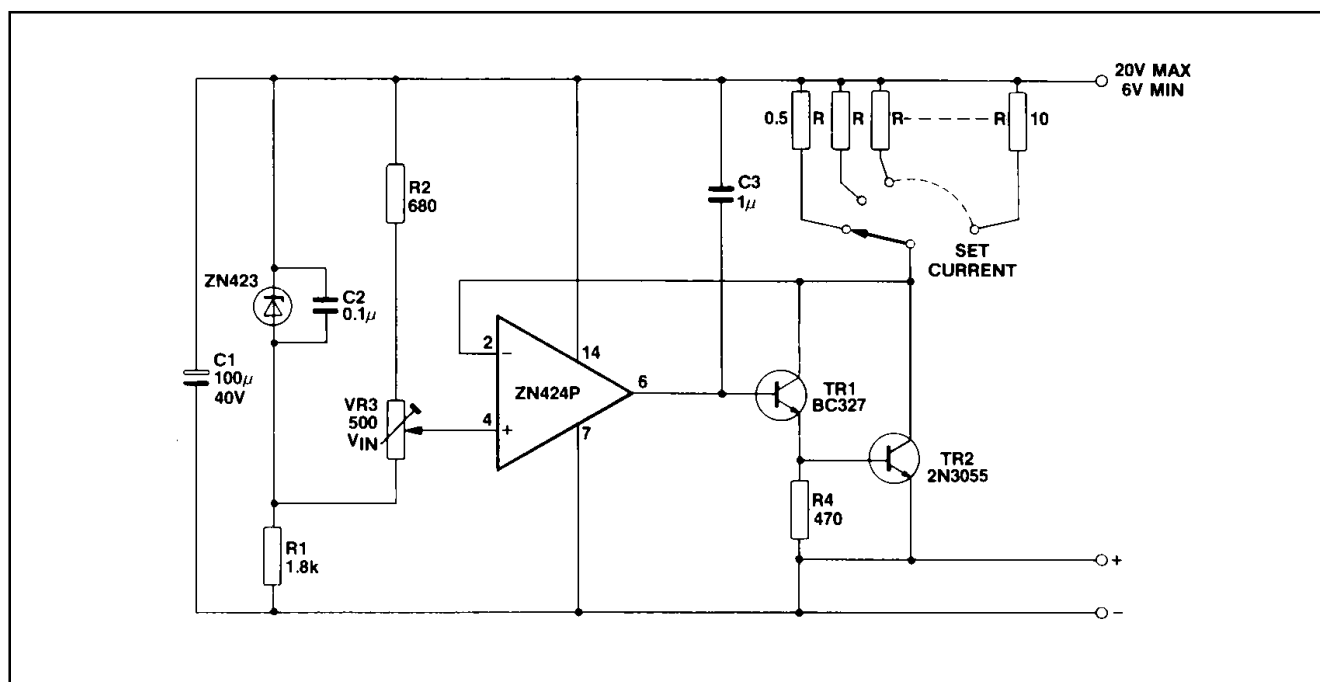 20V MAX
6V MIN
0.5 R R R R 10
R2
680
C3
1µ
SET
CURRENT
ZN423
C2
0.1µ
C1
100µ
40V
2 −
14
ZN424P
6
4 +
7
VR3
500
VIN
TR1
BC327
TR2
2N3055
R4
470
R1
1.8k
+
−